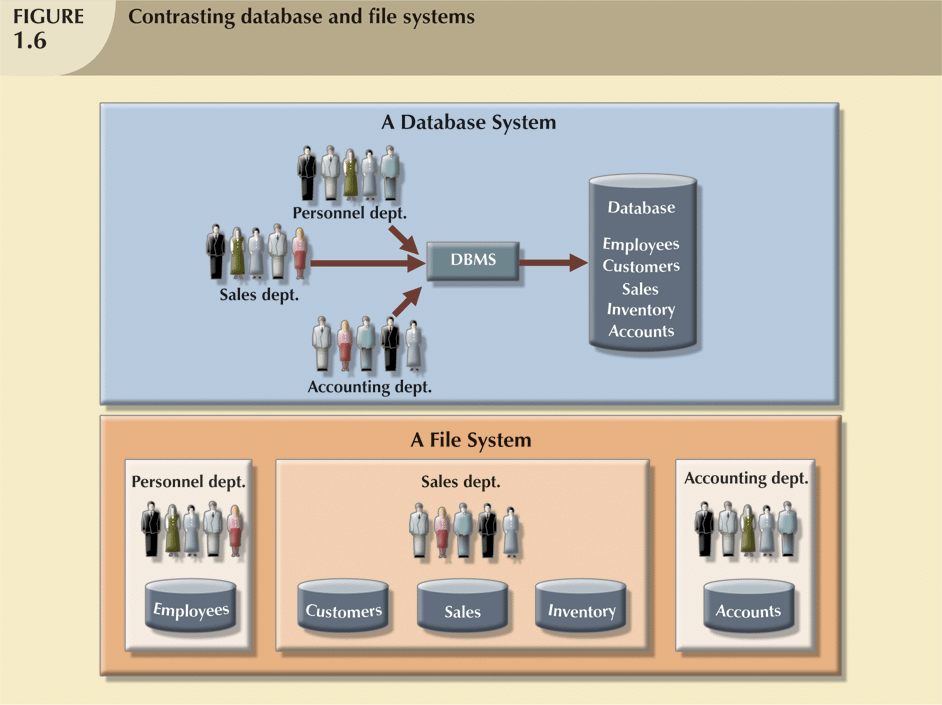 FIGURE
1.6
Contrasting database and file systems
A Database System
Personnel dept.
Sales dept.
Accounting dept.
DBMS
Database
Employees
Customers
Sales
Inventory
Accounts
A File System
Personnel dept.
Employees
Sales dept.
Customers
Sales
Inventory
Accounting dept.
Accounts